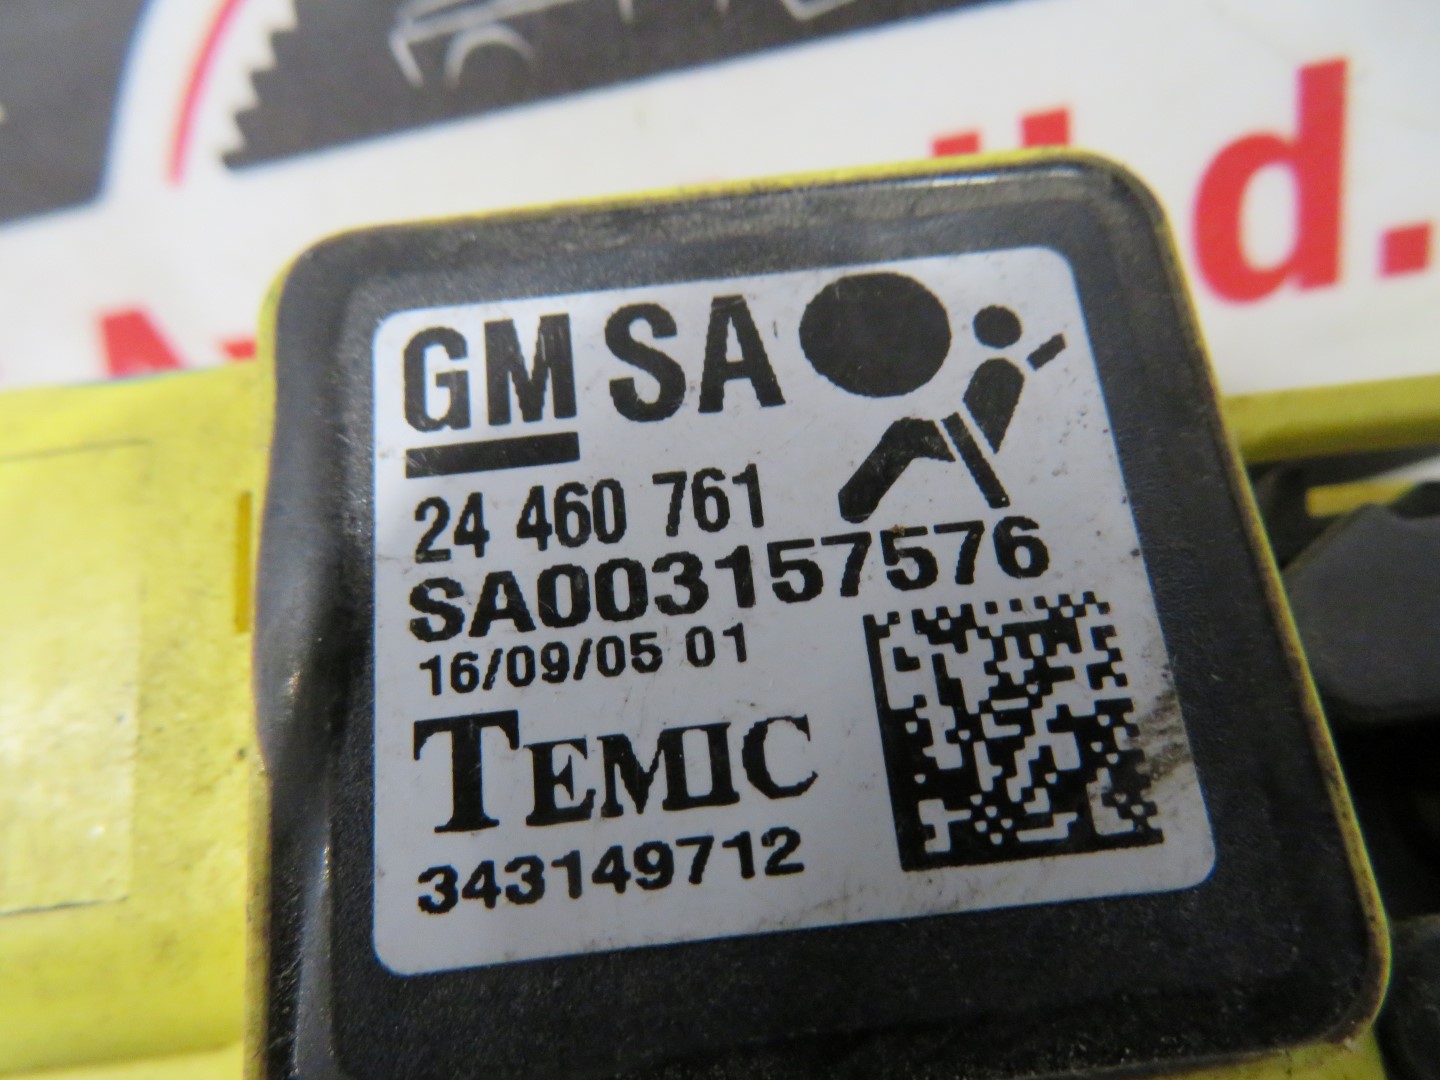 d.
GM SA
24 460 761
SA003157576
16/09/05 01
TEMIC
343149712